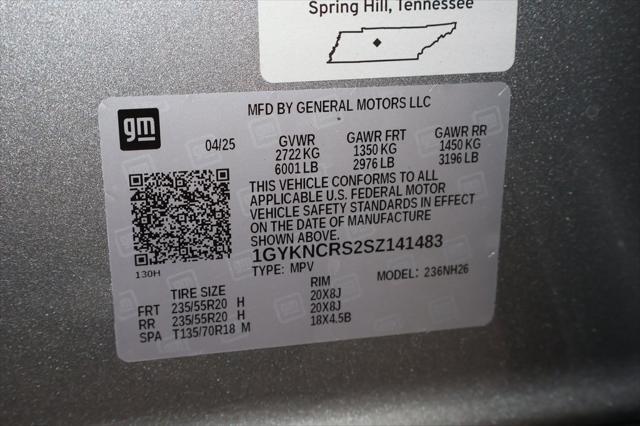 Spring Hill, Tennessee
gm
MFD BY GENERAL MOTORS LLC
04/25 GVWR GAWR FRT GAWR RR
2722 KG 1350 KG 1450 KG
6001 LB 2976 LB 3196 LB
THIS VEHICLE CONFORMS TO ALL
APPLICABLE U.S. FEDERAL MOTOR
VEHICLE SAFETY STANDARDS IN EFFECT
ON THE DATE OF MANUFACTURE
SHOWN ABOVE.
1GYKNCRS2SZ141483
130H
TYPE: MPV MODEL: 236NH26
TIRE SIZE RIM
FRT 235/55R20 H 20X8J
RR 235/55R20 H 20X8J
SPA T135/70R18 M 18X4.5B